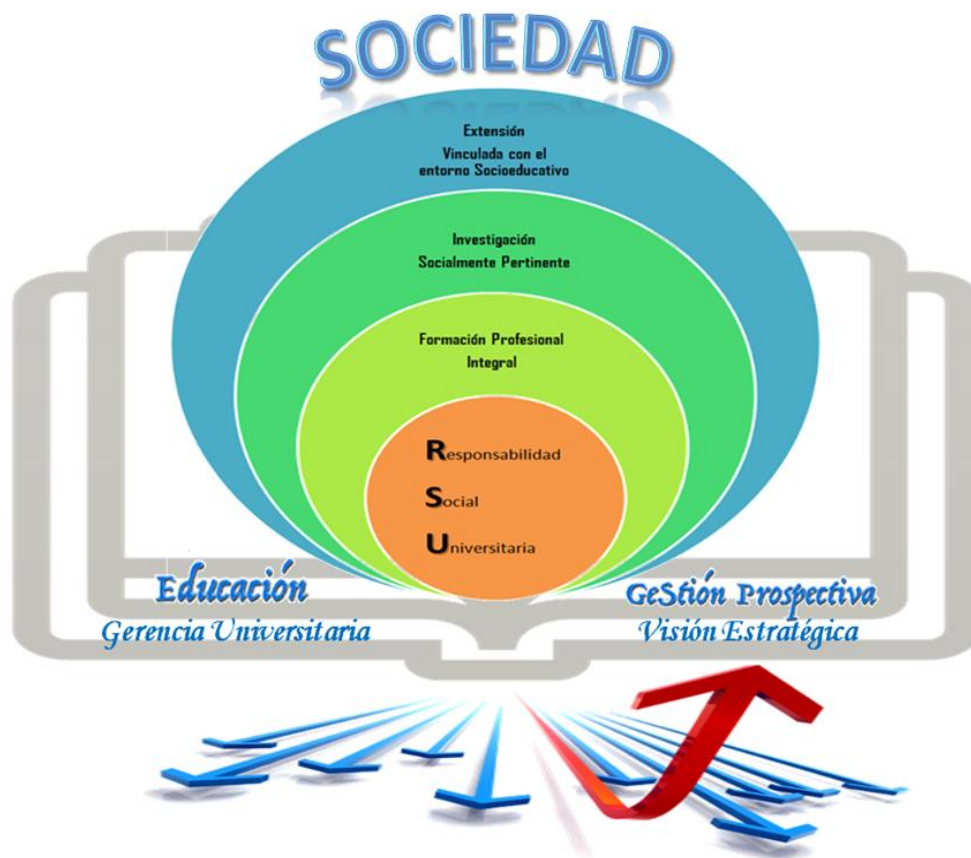 SOCIEDAD
Extensión
Vinculada con el
entorno Socioeducativo
Investigación
Socialmente Pertinente
Formación Profesional
Integral
Responsabilidad
Social
Universitaria
Educación
Gerencia Universitaria
GeStión Prospectiva
Visión Estratégica